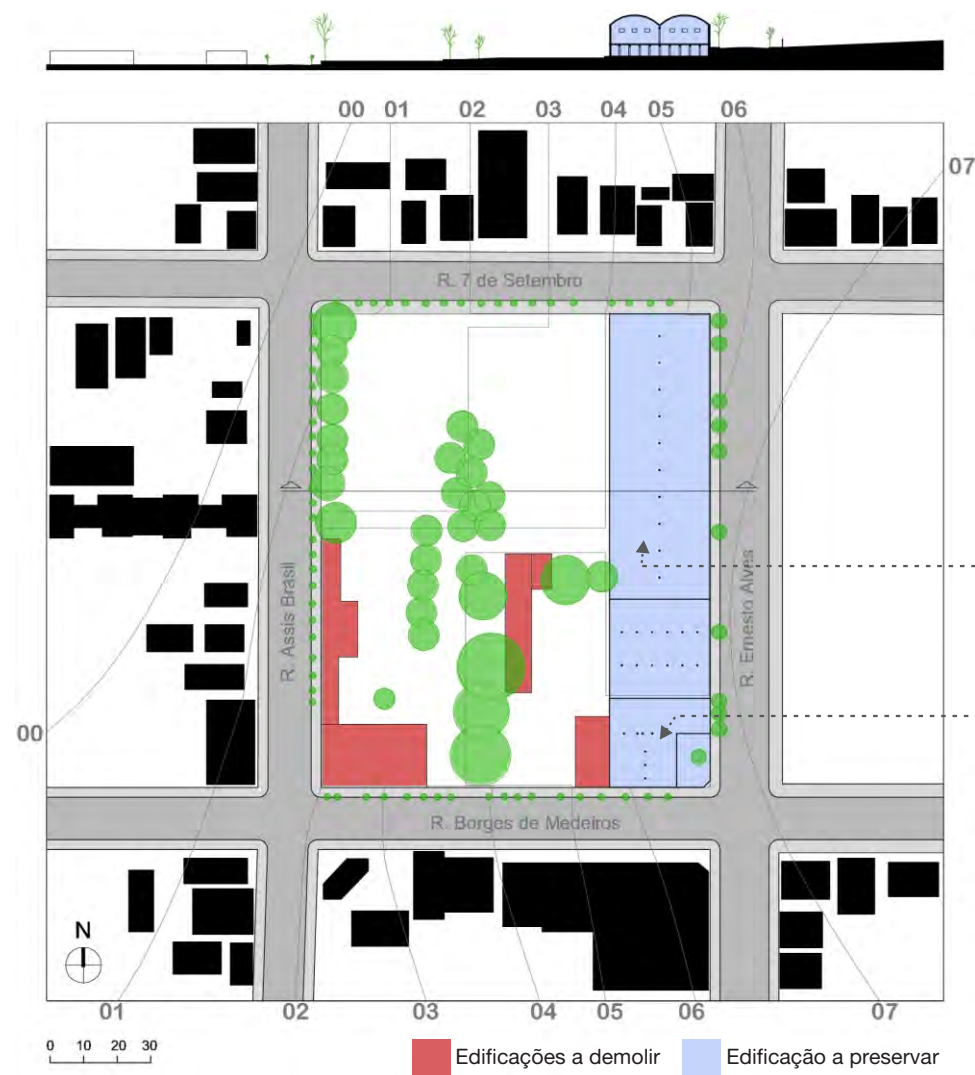 00 01 02 03 04 05 06
07
R. 7 de Setembro
R. Assis Brasil
R. Ernesto Alves
00
R. Borges de Medeiros
N
01 02 03 04 05 06 07
0 10 20 30
Edificações a demolir
Edificação a preservar